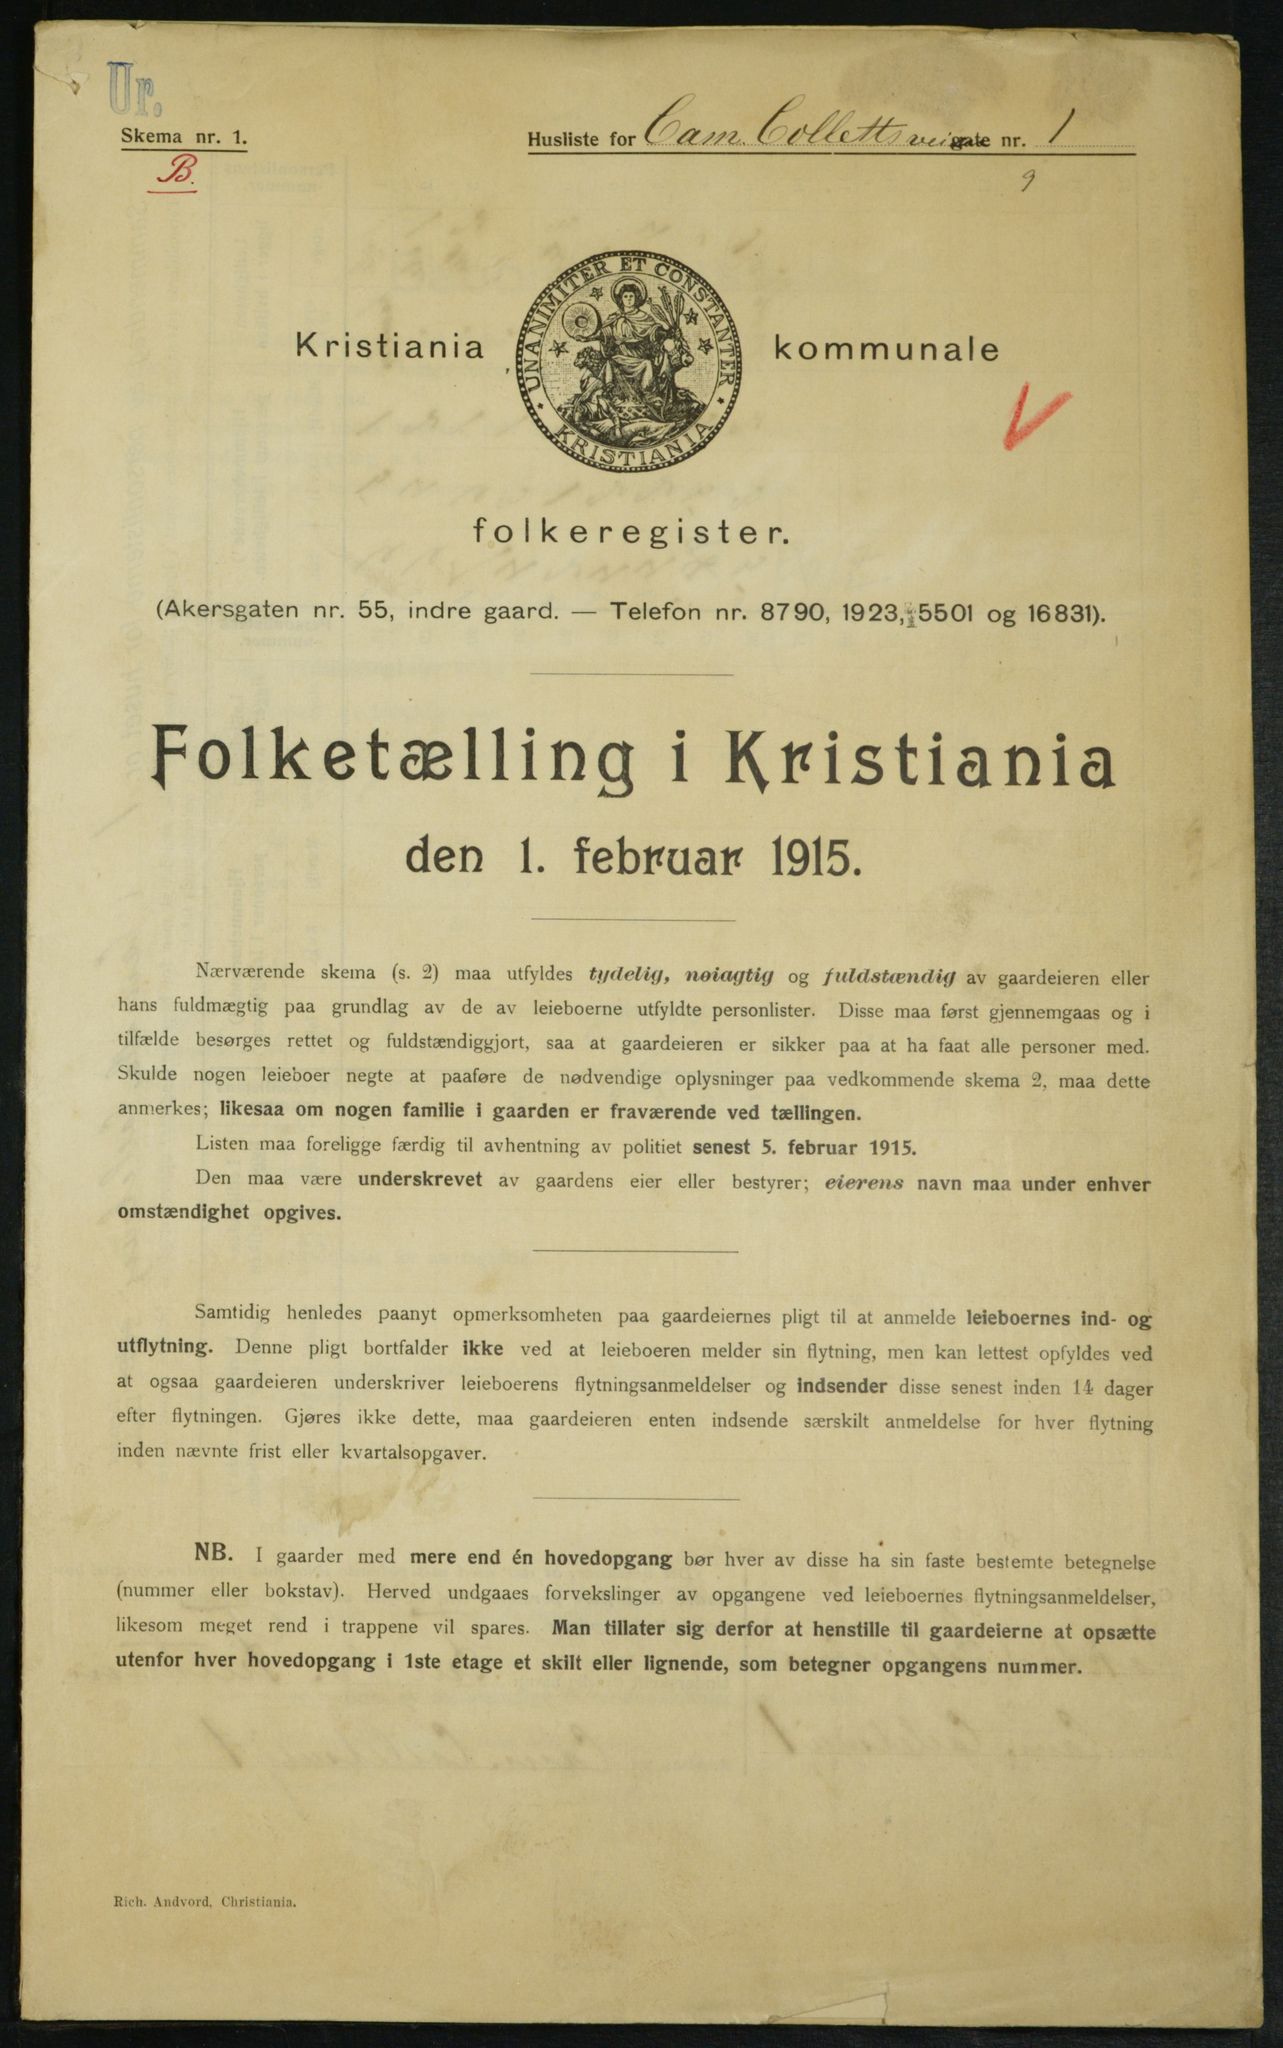 Ur.
Skema nr. 1.
B.
Husliste for Cam. Colletts vei gate nr. 1
9
UNANIMITER ET CONSTANTER
KRISTIANIA
Kristiania kommunale
V
folkeregister.
(Akersgaten nr. 55, indre gaard. — Telefon nr. 8790, 1923, 5501 og 16831).
Folketælling i Kristiania
den 1. februar 1915.
Nærværende skema (s. 2) maa utfyldes tydelig, nøiagtig og fuldstændig av gaardeieren eller
hans fuldmægtig paa grundlag av de av leieboerne utfyldte personlister. Disse maa først gjennemgaas og i
tilfælde besørges rettet og fuldstændiggjort, saa at gaardeieren er sikker paa at ha faat alle personer med.
Skulde nogen leieboer negte at paaføre de nødvendige oplysninger paa vedkommende skema 2, maa dette
anmerkes; likesaa om nogen familie i gaarden er fraværende ved tællingen.
Listen maa foreligge færdig til avhentning av politiet senest 5. februar 1915.
Den maa være underskrevet av gaardens eier eller bestyrer; eierens navn maa under enhver
omstændighet opgives.
Samtidig henledes paanyt opmerksomheten paa gaardeiernes pligt til at anmelde leieboernes ind- og
utflytning. Denne pligt bortfalder ikke ved at leieboeren melder sin flytning, men kan lettest opfyldes ved
at ogsaa gaardeieren underskriver leieboerens flytningsanmeldelser og indsender disse senest inden 14 dager
efter flytningen. Gjøres ikke dette, maa gaardeieren enten indsende særskilt anmeldelse for hver flytning
inden nævnte frist eller kvartalsopgaver.
NB. I gaarder med mere end én hovedopgang bør hver av disse ha sin faste bestemte betegnelse
(nummer eller bokstav). Herved undgaaes forvekslinger av opgangene ved leieboernes flytningsanmeldelser,
likesom meget rend i trappene vil spares. Man tillater sig derfor at henstille til gaardeierne at opsætte
utenfor hver hovedopgang i 1ste etage et skilt eller lignende, som betegner opgangens nummer.
Rich. Andvord, Christiania.